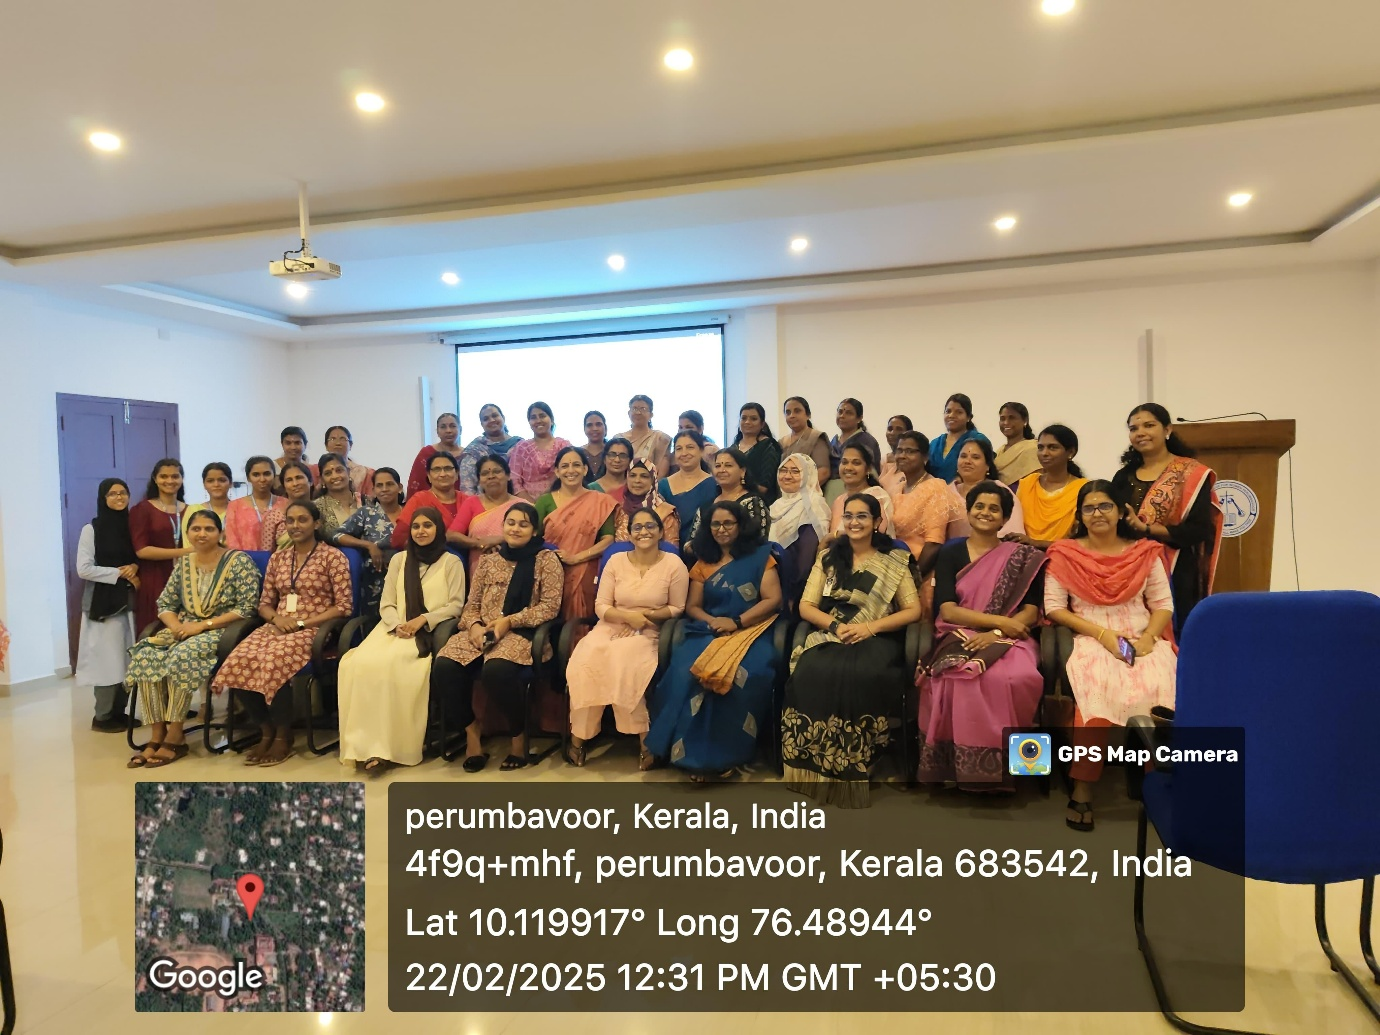 GPS Map Camera
perumbavoor, Kerala, India
4f9q+mhf, perumbavoor, Kerala 683542, India
Lat 10.119917° Long 76.48944°
22/02/2025 12:31 PM GMT +05:30
Google